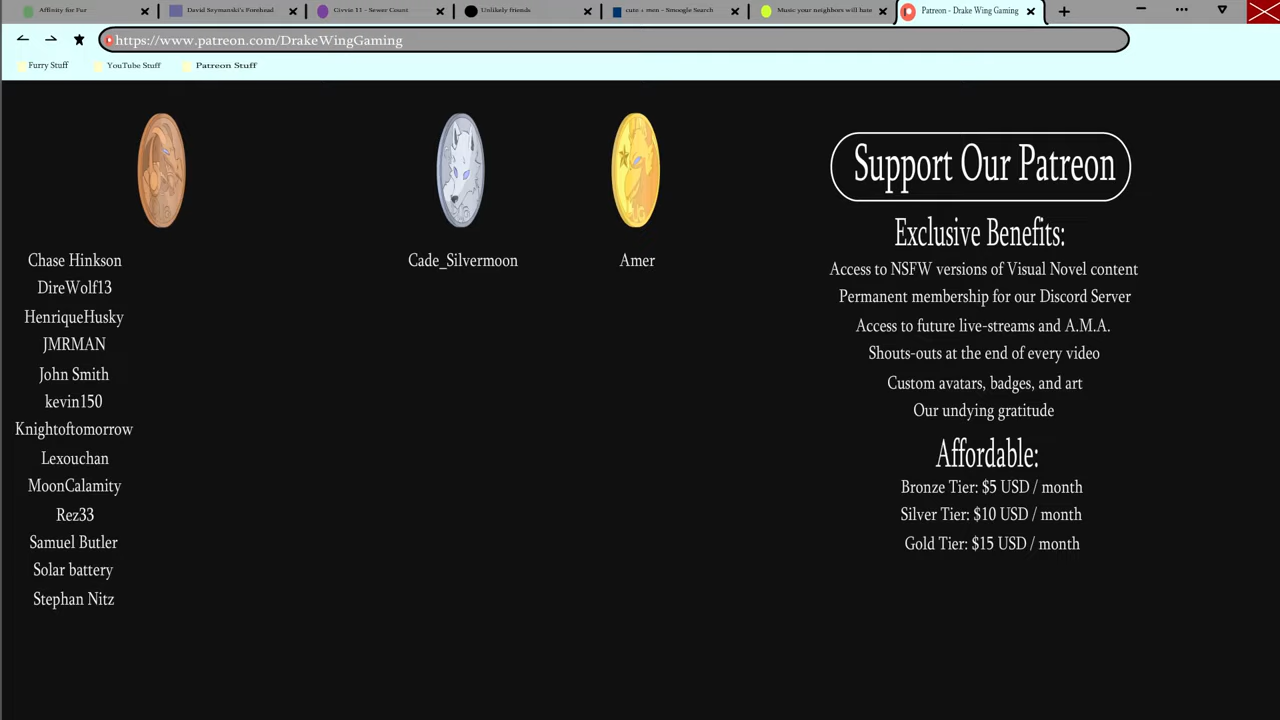 Affinity for Fur
David Szymanski's Forehead
Civvie 11 - Sewer Count
Unlikely friends
cute + men - Smoogle Search
Music your neighbors will hate
Patreon - Drake Wing Gaming
https://www.patreon.com/DrakeWingGaming
Furry Stuff
YouTube Stuff
Patreon Stuff
Chase Hinkson
DireWolf13
HenriqueHusky
JMRMAN
John Smith
kevin150
Knightoftomorrow
Lexouchan
MoonCalamity
Rez33
Samuel Butler
Solar battery
Stephan Nitz
Cade_Silvermoon
Amer
Support Our Patreon
Exclusive Benefits:
Access to NSFW versions of Visual Novel content
Permanent membership for our Discord Server
Access to future live-streams and A.M.A.
Shouts-outs at the end of every video
Custom avatars, badges, and art
Our undying gratitude
Affordable:
Bronze Tier: $5 USD / month
Silver Tier: $10 USD / month
Gold Tier: $15 USD / month